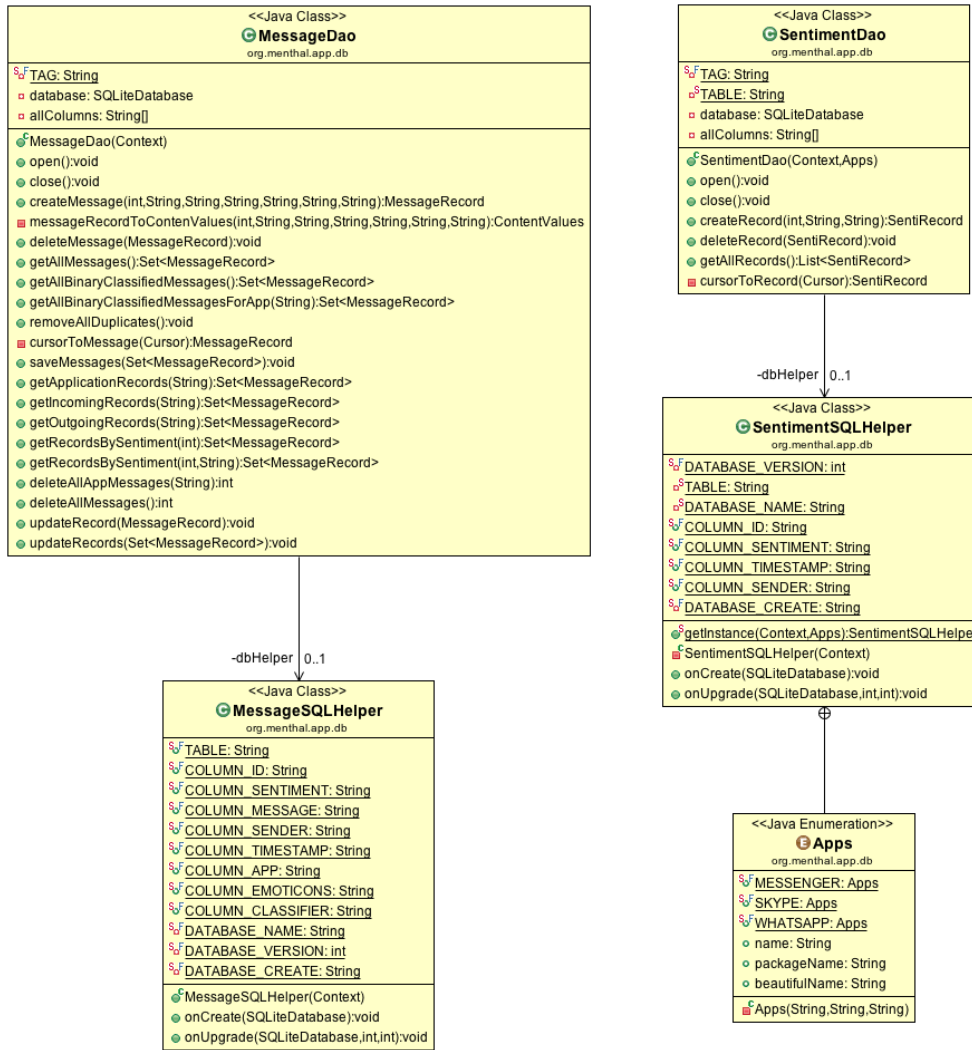 <<Java Class>>
MessageDao
org.menthal.app.db
TAG: String
database: SQLiteDatabase
allColumns: String[]
MessageDao(Context)
open():void
close():void
createMessage(int,String,String,String,String,String,String):MessageRecord
messageRecordToContenValues(int,String,String,String,String,String,String):ContentValues
deleteMessage(MessageRecord):void
getAllMessages():Set<MessageRecord>
getAllBinaryClassifiedMessages():Set<MessageRecord>
getAllBinaryClassifiedMessagesForApp(String):Set<MessageRecord>
removeAllDuplicates():void
cursorToMessage(Cursor):MessageRecord
saveMessages(Set<MessageRecord>):void
getApplicationRecords(String):Set<MessageRecord>
getIncomingRecords(String):Set<MessageRecord>
getOutgoingRecords(String):Set<MessageRecord>
getRecordsBySentiment(int):Set<MessageRecord>
getRecordsBySentiment(int,String):Set<MessageRecord>
deleteAllAppMessages(String):int
deleteAllMessages():int
updateRecord(MessageRecord):void
updateRecords(Set<MessageRecord>):void
-dbHelper 0..1
<<Java Class>>
MessageSQLHelper
org.menthal.app.db
TABLE: String
COLUMN_ID: String
COLUMN_SENTIMENT: String
COLUMN_MESSAGE: String
COLUMN_SENDER: String
COLUMN_TIMESTAMP: String
COLUMN_APP: String
COLUMN_EMOTICONS: String
COLUMN_CLASSIFIER: String
DATABASE_NAME: String
DATABASE_VERSION: int
DATABASE_CREATE: String
MessageSQLHelper(Context)
onCreate(SQLiteDatabase):void
onUpgrade(SQLiteDatabase,int,int):void
<<Java Class>>
SentimentDao
org.menthal.app.db
TAG: String
TABLE: String
database: SQLiteDatabase
allColumns: String[]
SentimentDao(Context,Apps)
open():void
close():void
createRecord(int,String,String):SentiRecord
deleteRecord(SentiRecord):void
getAllRecords():List<SentiRecord>
cursorToRecord(Cursor):SentiRecord
-dbHelper 0..1
<<Java Class>>
SentimentSQLHelper
org.menthal.app.db
DATABASE_VERSION: int
TABLE: String
DATABASE_NAME: String
COLUMN_ID: String
COLUMN_SENTIMENT: String
COLUMN_TIMESTAMP: String
COLUMN_SENDER: String
DATABASE_CREATE: String
getInstance(Context,Apps):SentimentSQLHelpe
SentimentSQLHelper(Context)
onCreate(SQLiteDatabase):void
onUpgrade(SQLiteDatabase,int,int):void
<<Java Enumeration>>
Apps
org.menthal.app.db
MESSENGER: Apps
SKYPE: Apps
WHATSAPP: Apps
name: String
packageName: String
beautifulName: String
Apps(String,String,String)